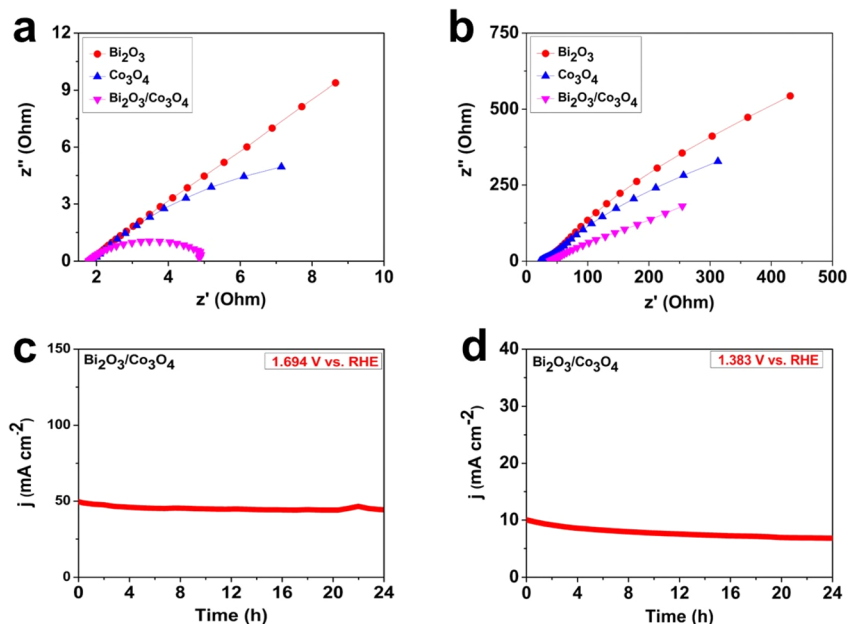 a
12
9
6
3
0
z'' (Ohm)
Bi₂O₃
Co₃O₄
Bi₂O₃/Co₃O₄
2 4 6 8 10
z' (Ohm)
b
750
500
250
0
z'' (Ohm)
Bi₂O₃
Co₃O₄
Bi₂O₃/Co₃O₄
0 100 200 300 400 500
z' (Ohm)
c
150
100
50
0
j (mA cm⁻²)
Bi₂O₃/Co₃O₄
1.694 V vs. RHE
0 4 8 12 16 20 24
Time (h)
d
40
30
20
10
0
j (mA cm⁻²)
Bi₂O₃/Co₃O₄
1.383 V vs. RHE
0 4 8 12 16 20 24
Time (h)